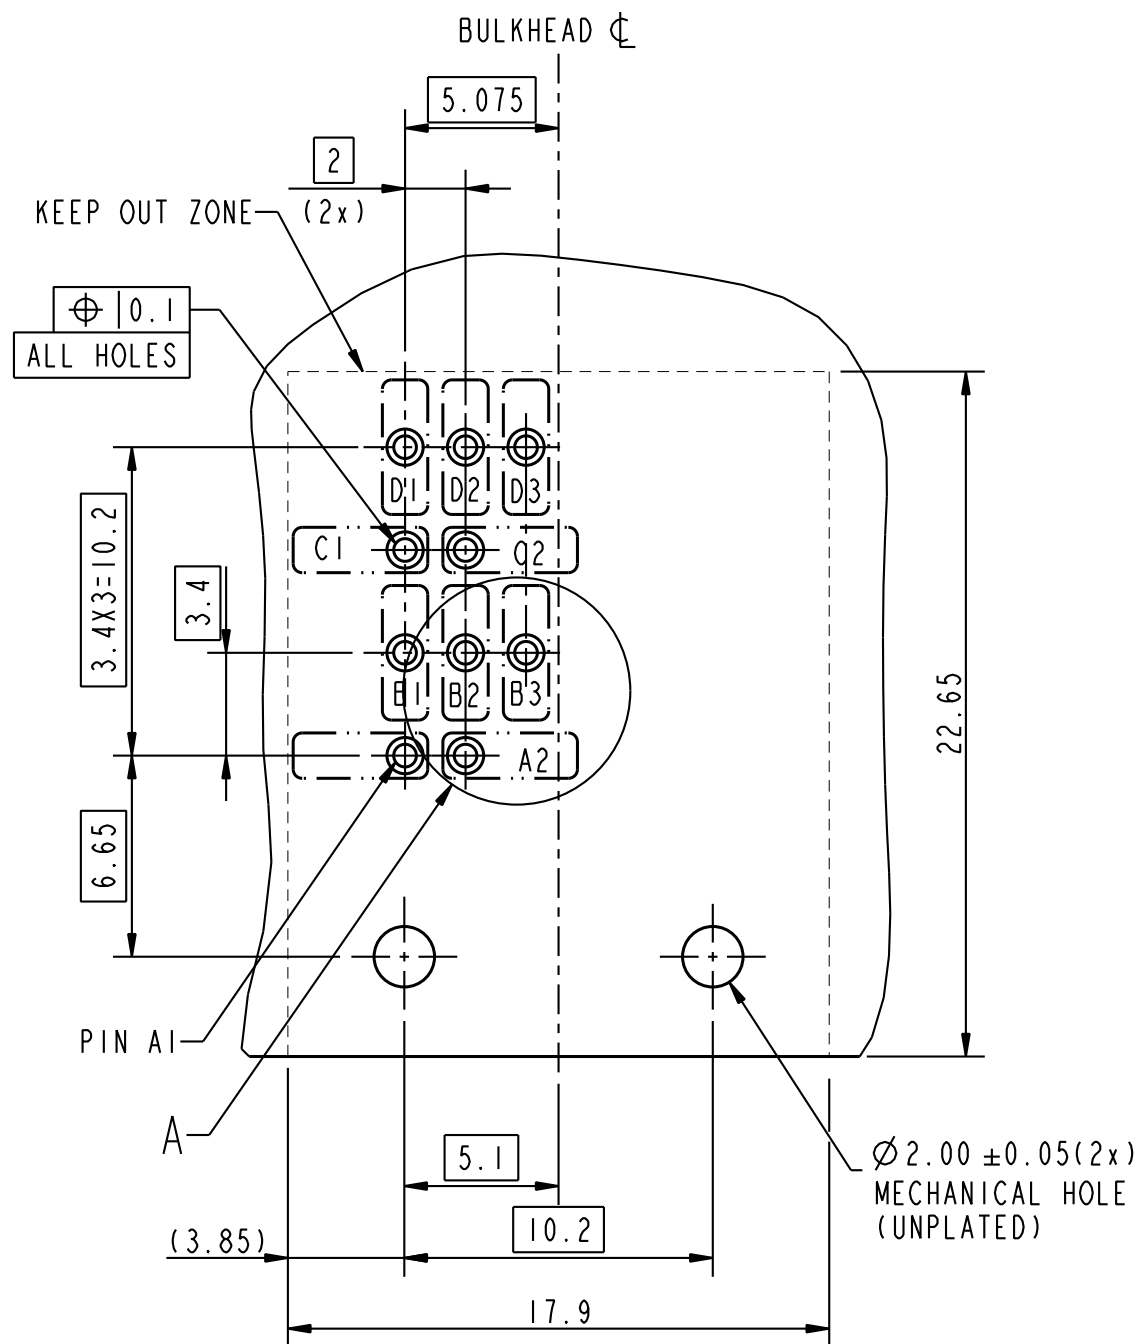 BULKHEAD ℄
5.075
2
KEEP OUT ZONE
(2x)
⌖ 0.1
ALL HOLES
D1 D2 D3
C1 C2
3.4X3=10.2
3.4
B1 B2 B3
22.65
A2
6.65
PIN A1
A
5.1
Ø2.00 ±0.05(2x)
MECHANICAL HOLE
(UNPLATED)
(3.85)
10.2
17.9